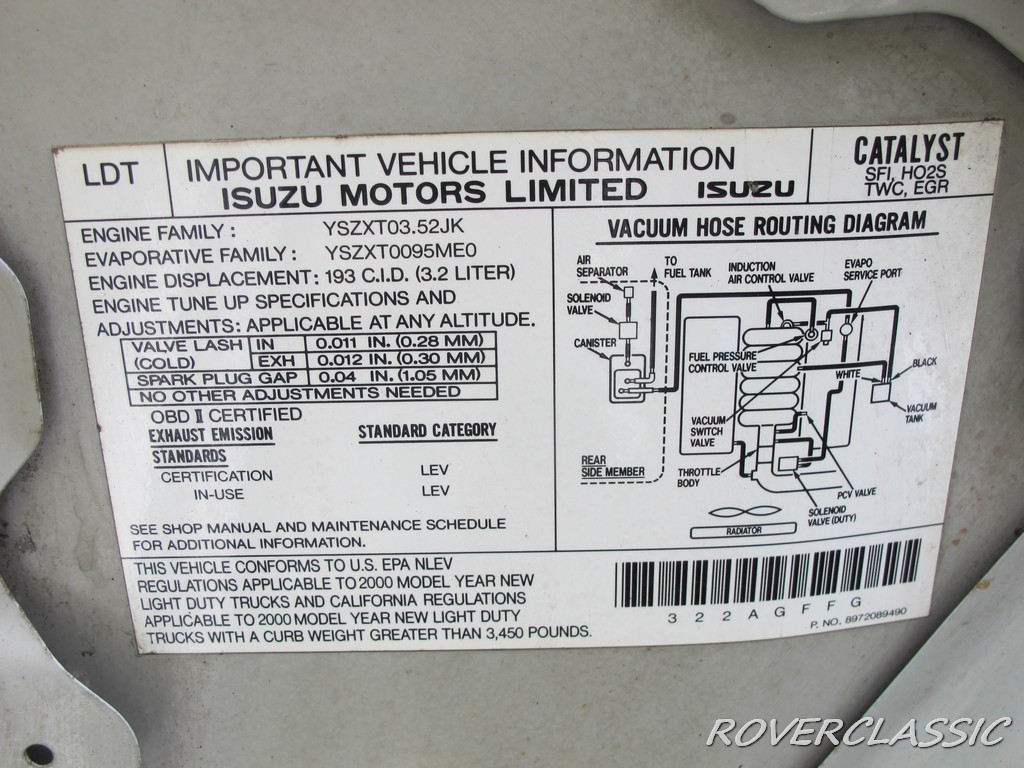 LDT
IMPORTANT VEHICLE INFORMATION
ISUZU MOTORS LIMITED ISUZU
CATALYST
SFI, HO2S
TWC, EGR
ENGINE FAMILY : YSZXT03.52JK
EVAPORATIVE FAMILY : YSZXT0095ME0
ENGINE DISPLACEMENT : 193 C.I.D. (3.2 LITER)
ENGINE TUNE UP SPECIFICATIONS AND
ADJUSTMENTS: APPLICABLE AT ANY ALTITUDE.
VALVE LASH IN 0.011 IN. (0.28 MM)
(COLD) EXH 0.012 IN. (0.30 MM)
SPARK PLUG GAP 0.04 IN. (1.05 MM)
NO OTHER ADJUSTMENTS NEEDED
OBD II CERTIFIED
EXHAUST EMISSION STANDARD CATEGORY
STANDARDS
CERTIFICATION LEV
IN-USE LEV
SEE SHOP MANUAL AND MAINTENANCE SCHEDULE
FOR ADDITIONAL INFORMATION.
VACUUM HOSE ROUTING DIAGRAM
AIR
SEPARATOR
TO
FUEL TANK
INDUCTION
AIR CONTROL VALVE
EVAPO
SERVICE PORT
SOLENOID
VALVE
CANISTER
FUEL PRESSURE
CONTROL VALVE
WHITE
BLACK
VACUUM
TANK
VACUUM
SWITCH
VALVE
REAR
SIDE MEMBER
THROTTLE
BODY
PCV VALVE
SOLENOID
VALVE (DUTY)
RADIATOR
THIS VEHICLE CONFORMS TO U.S. EPA NLEV
REGULATIONS APPLICABLE TO 2000 MODEL YEAR NEW
LIGHT DUTY TRUCKS AND CALIFORNIA REGULATIONS
APPLICABLE TO 2000 MODEL YEAR NEW LIGHT DUTY
TRUCKS WITH A CURB WEIGHT GREATER THAN 3,450 POUNDS.
322AGFFG
P. NO. 8972089490
ROVERCLASSIC